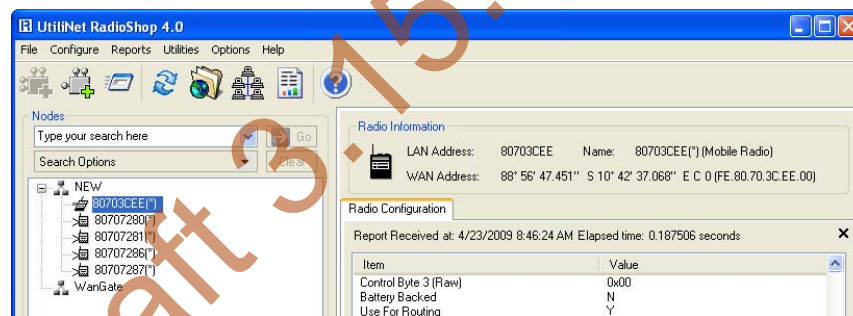 UtiliNet RadioShop 4.0
File Configure Reports Utilities Options Help
Nodes
Type your search here Go
Search Options Clear
NEW
80703CEE(*)
80707280(*)
80707281(*)
80707286(*)
80707287(*)
WanGate
Radio Information
LAN Address: 80703CEE Name: 80703CEE(*) (Mobile Radio)
WAN Address: 88° 56' 47.451" S 10° 42' 37.068" E C 0 (FE.80.70.3C.EE.00)
Radio Configuration
Report Received at: 4/23/2009 8:46:24 AM Elapsed time: 0.187506 seconds
Item Value
Control Byte 3 (Raw) 0x00
Battery Backed N
Use For Routing Y
aft 3.15.